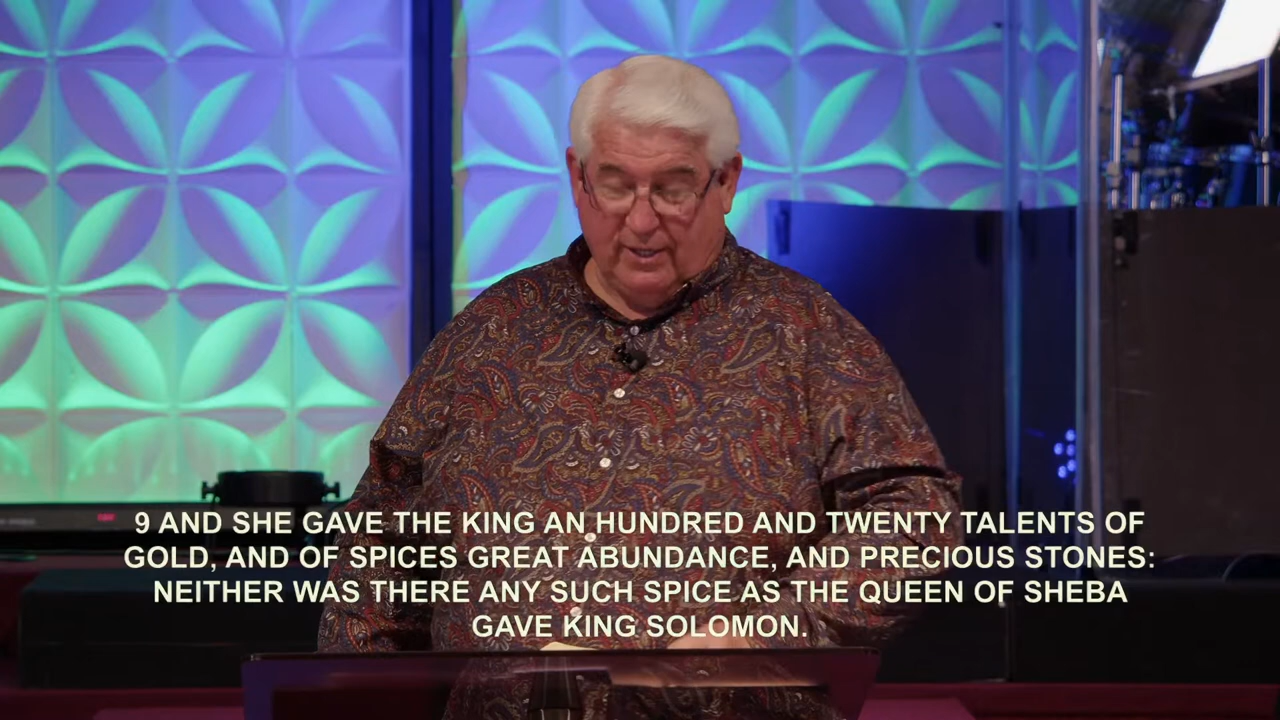 9 AND SHE GAVE THE KING AN HUNDRED AND TWENTY TALENTS OF
GOLD, AND OF SPICES GREAT ABUNDANCE, AND PRECIOUS STONES:
NEITHER WAS THERE ANY SUCH SPICE AS THE QUEEN OF SHEBA
GAVE KING SOLOMON.